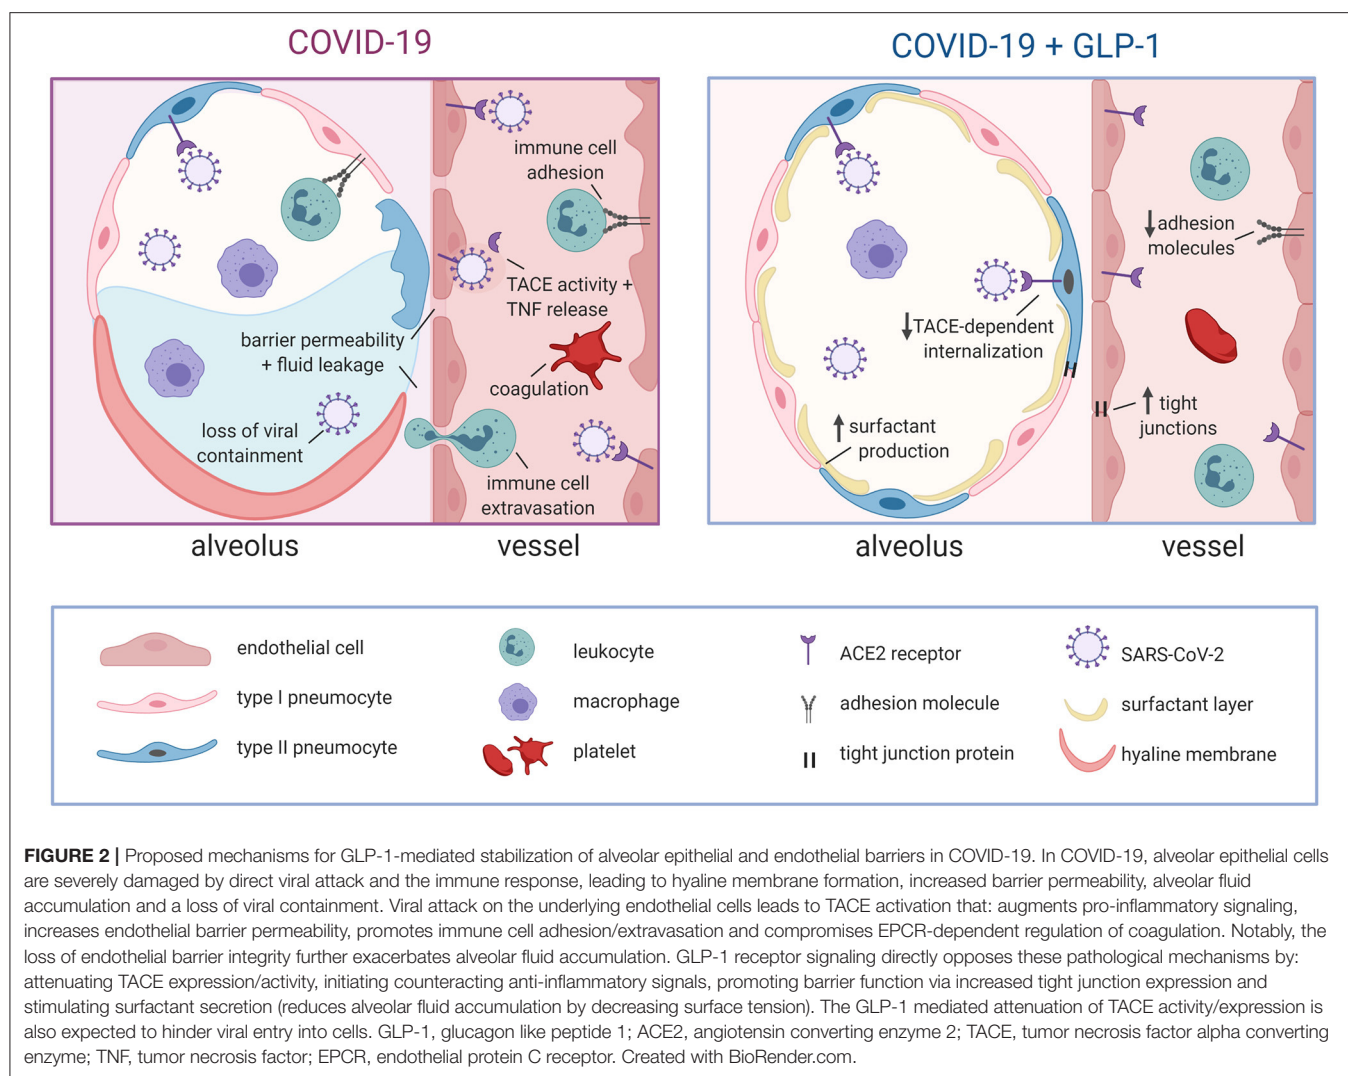 COVID-19
COVID-19 + GLP-1
immune cell
adhesion
TACE activity +
TNF release
barrier permeability
+ fluid leakage
coagulation
loss of viral
containment
immune cell
extravasation
alveolus
vessel
adhesion
molecules
TACE-dependent
internalization
tight
junctions
surfactant
production
alveolus
vessel
endothelial cell
type I pneumocyte
type II pneumocyte
leukocyte
macrophage
platelet
ACE2 receptor
adhesion molecule
tight junction protein
SARS-CoV-2
surfactant layer
hyaline membrane
FIGURE 2 | Proposed mechanisms for GLP-1-mediated stabilization of alveolar epithelial and endothelial barriers in COVID-19. In COVID-19, alveolar epithelial cells
are severely damaged by direct viral attack and the immune response, leading to hyaline membrane formation, increased barrier permeability, alveolar fluid
accumulation and a loss of viral containment. Viral attack on the underlying endothelial cells leads to TACE activation that: augments pro-inflammatory signaling,
increases endothelial barrier permeability, promotes immune cell adhesion/extravasation and compromises EPCR-dependent regulation of coagulation. Notably, the
loss of endothelial barrier integrity further exacerbates alveolar fluid accumulation. GLP-1 receptor signaling directly opposes these pathological mechanisms by:
attenuating TACE expression/activity, initiating counteracting anti-inflammatory signals, promoting barrier function via increased tight junction expression and
stimulating surfactant secretion (reduces alveolar fluid accumulation by decreasing surface tension). The GLP-1 mediated attenuation of TACE activity/expression is
also expected to hinder viral entry into cells. GLP-1, glucagon like peptide 1; ACE2, angiotensin converting enzyme 2; TACE, tumor necrosis factor alpha converting
enzyme; TNF, tumor necrosis factor; EPCR, endothelial protein C receptor. Created with BioRender.com.